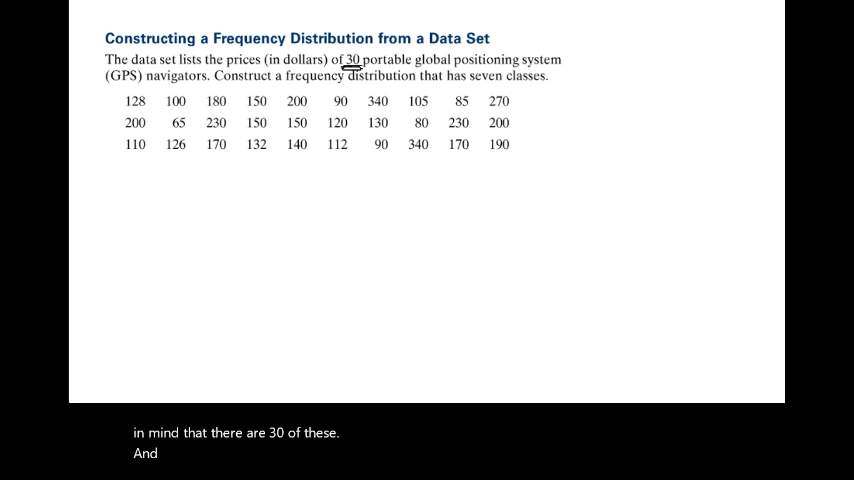 Constructing a Frequency Distribution from a Data Set
The data set lists the prices (in dollars) of 30 portable global positioning system
(GPS) navigators. Construct a frequency distribution that has seven classes.
128 100 180 150 200 90 340 105 85 270
200 65 230 150 150 120 130 80 230 200
110 126 170 132 140 112 90 340 170 190
in mind that there are 30 of these.
And